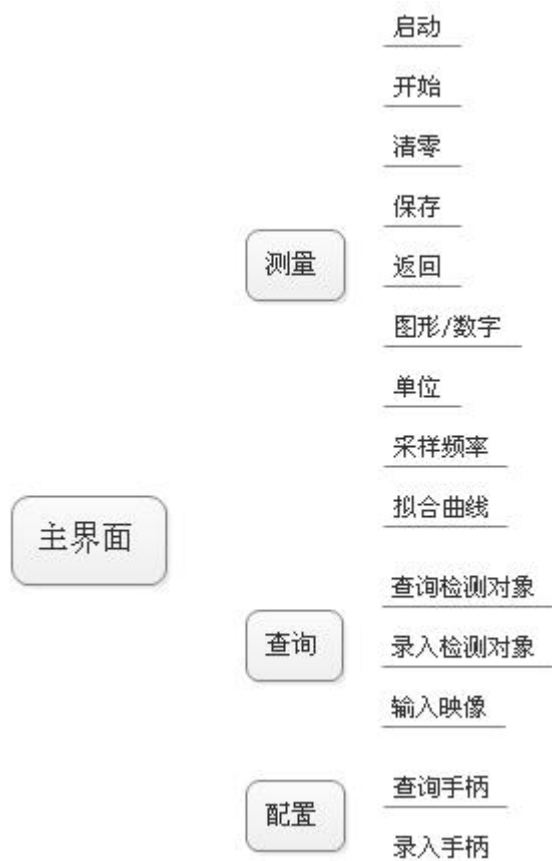 主界面
测量
启动
开始
清零
保存
返回
图形/数字
单位
采样频率
拟合曲线
查询
查询检测对象
录入检测对象
输入映像
配置
查询手柄
录入手柄